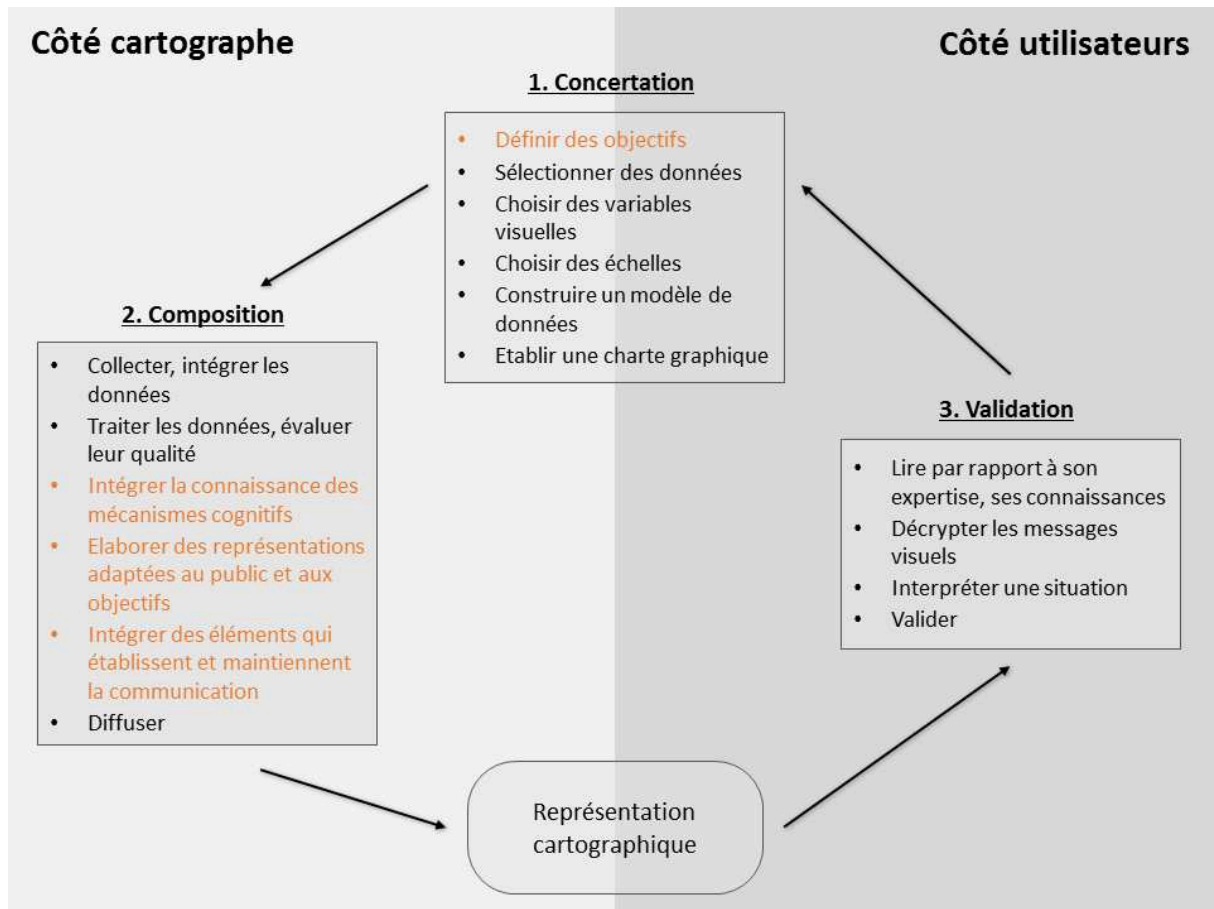 Côté cartographe
Côté utilisateurs
1. Concertation
• Définir des objectifs
• Sélectionner des données
• Choisir des variables
visuelles
• Choisir des échelles
• Construire un modèle de
données
• Etablir une charte graphique
2. Composition
• Collecter, intégrer les
données
• Traiter les données, évaluer
leur qualité
• Intégrer la connaissance des
mécanismes cognitifs
• Elaborer des représentations
adaptées au public et aux
objectifs
• Intégrer des éléments qui
établissent et maintiennent
la communication
• Diffuser
3. Validation
• Lire par rapport à son
expertise, ses connaissances
• Décrypter les messages
visuels
• Interpréter une situation
• Valider
Représentation
cartographique